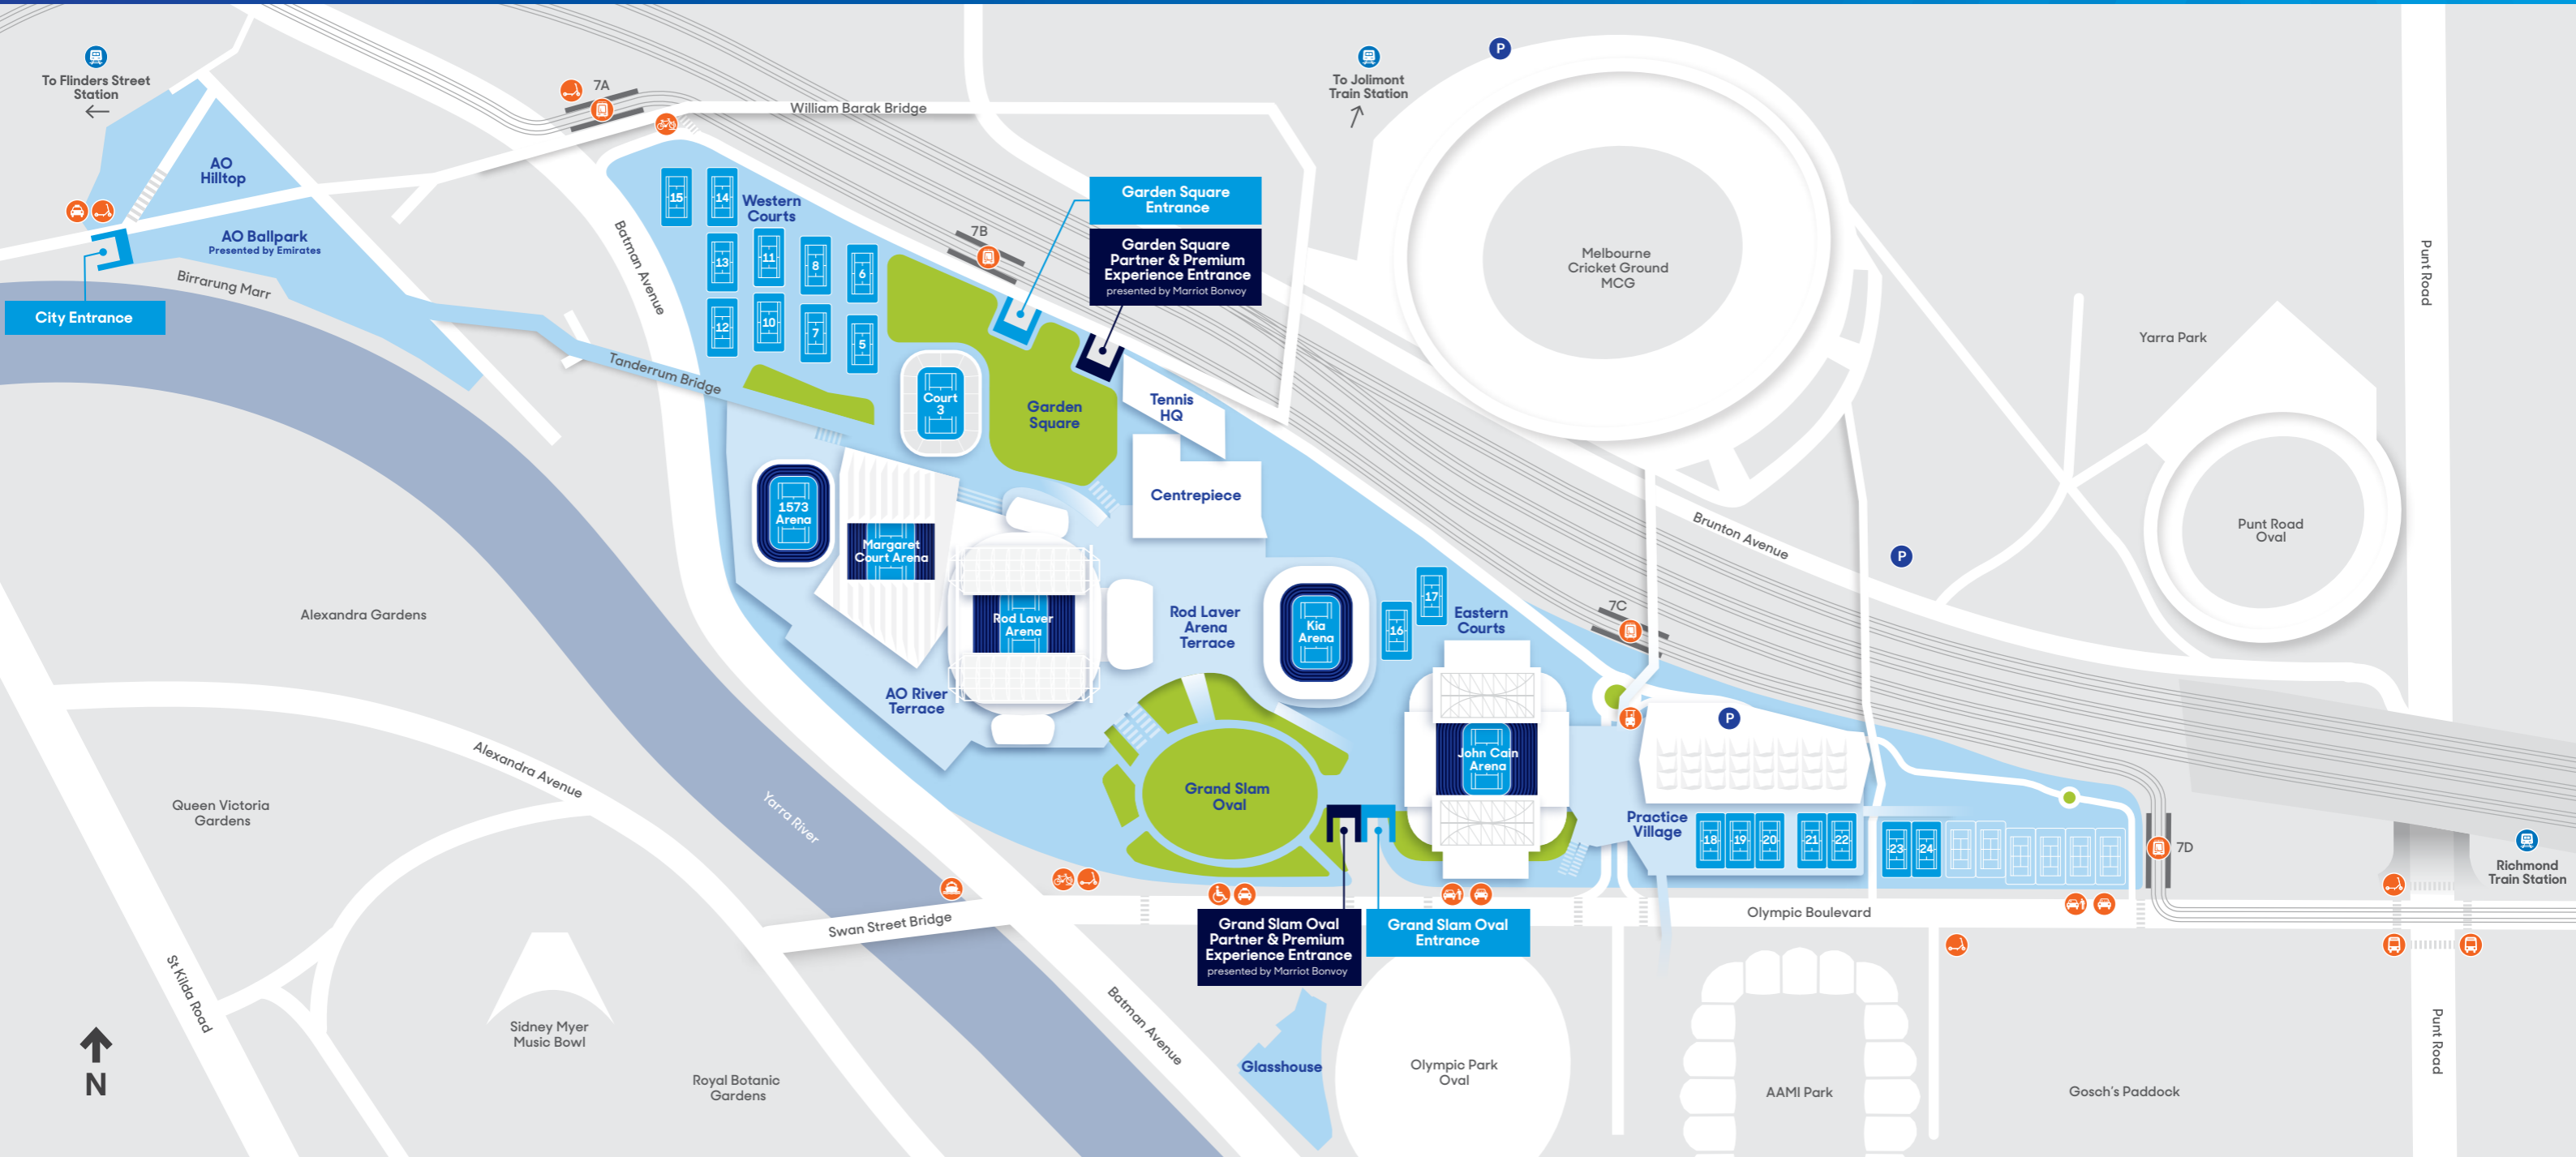 To Flinders Street
Station
7A
William Barak Bridge
To Jolimont
Train Station
P
AO
Hilltop
AO Ballpark
Presented by Emirates
Birrarung Marr
City Entrance
Batman Avenue
Tanderrum Bridge
15
14
Western
Courts
13
11
8
6
12
10
7
5
7B
Garden Square
Entrance
Garden Square
Partner & Premium
Experience Entrance
presented by Marriot Bonvoy
Court
3
Garden
Square
Tennis
HQ
Centrepiece
Melbourne
Cricket Ground
MCG
Yarra Park
Punt Road
Punt Road
Oval
Brunton Avenue
P
1573
Arena
Margaret
Court Arena
Rod Laver
Arena
Rod Laver
Arena
Terrace
Kia
Arena
16
17
Eastern
Courts
7C
AO River
Terrace
Grand Slam
Oval
John Cain
Arena
P
Practice
Village
18
19
20
21
22
23
24
7D
Richmond
Train Station
Alexandra Gardens
Alexandra Avenue
Queen Victoria
Gardens
Yarra River
Swan Street Bridge
Olympic Boulevard
Grand Slam Oval
Partner & Premium
Experience Entrance
presented by Marriot Bonvoy
Grand Slam Oval
Entrance
St Kilda Road
Sidney Myer
Music Bowl
Royal Botanic
Gardens
Batman Avenue
Glasshouse
Olympic Park
Oval
AAMI Park
Gosch's Paddock
Punt Road
N